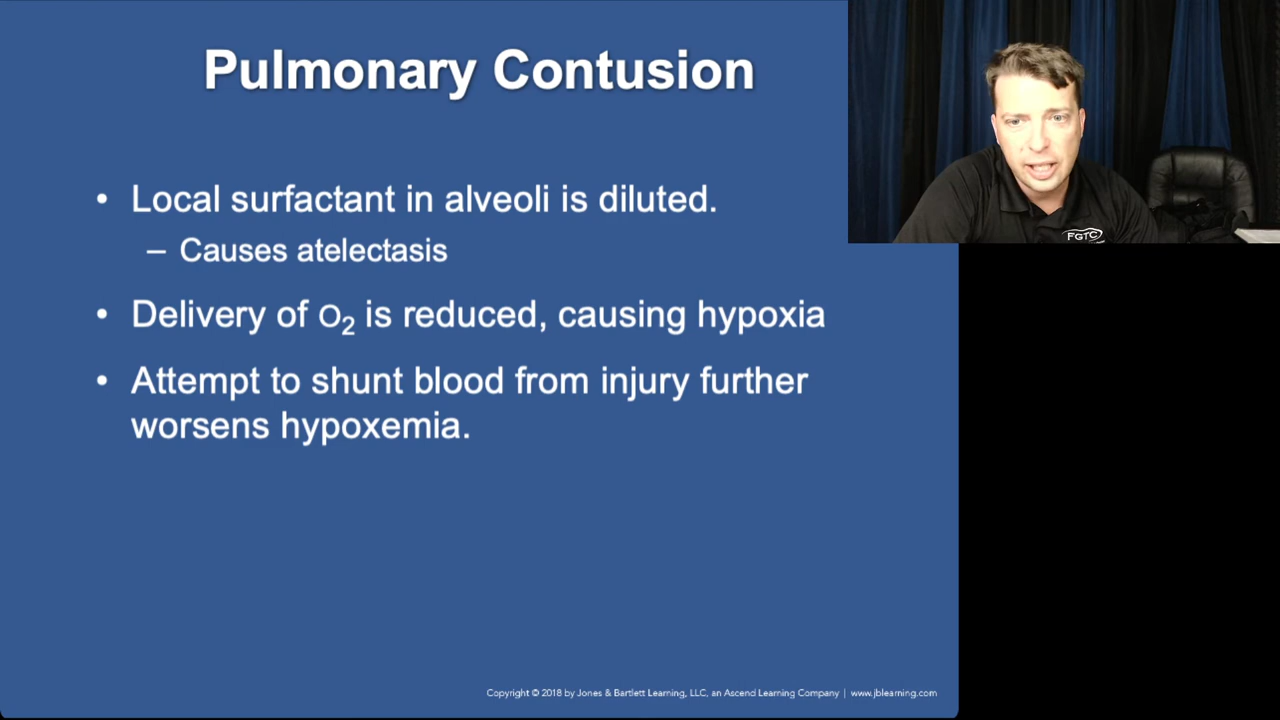 Pulmonary Contusion
• Local surfactant in alveoli is diluted.
– Causes atelectasis
• Delivery of O₂ is reduced, causing hypoxia
• Attempt to shunt blood from injury further
worsens hypoxemia.
FGTC
Copyright © 2018 by Jones & Bartlett Learning, LLC, an Ascend Learning Company | www.jblearning.com